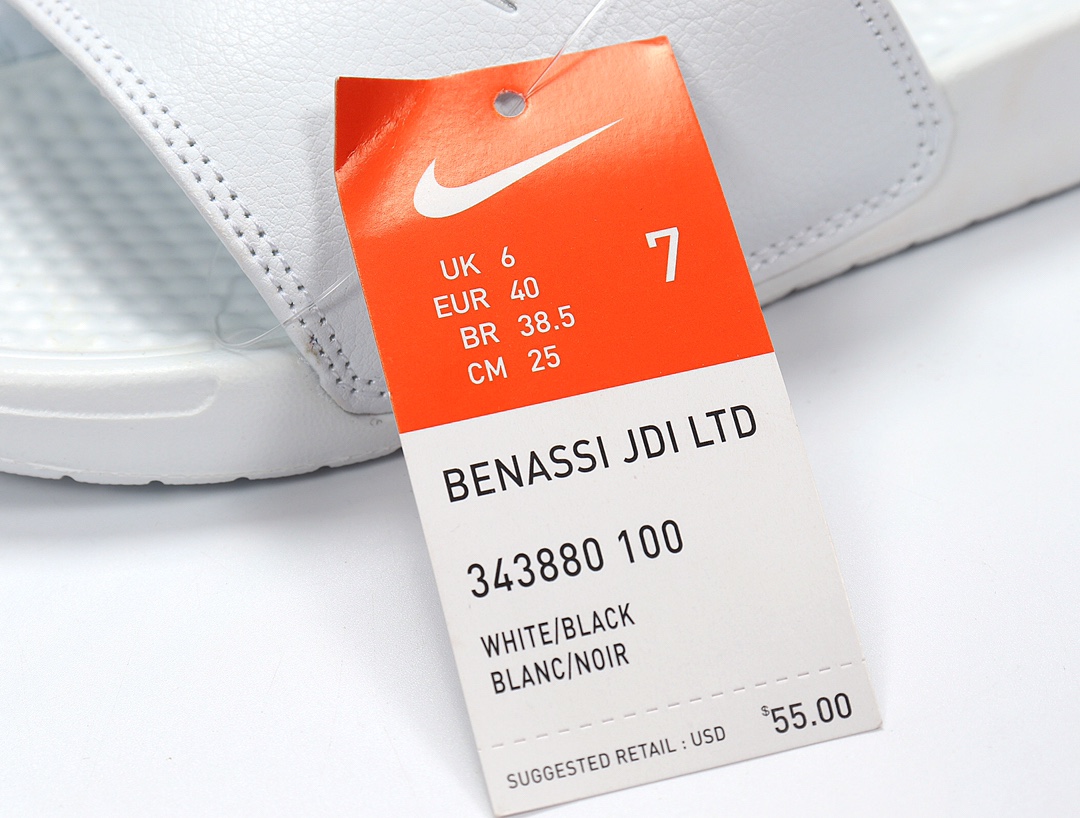 7
UK 6
EUR 40
BR 38.5
CM 25
BENASSI JDI LTD
343880 100
WHITE/BLACK
BLANC/NOIR
SUGGESTED RETAIL : USD $55.00